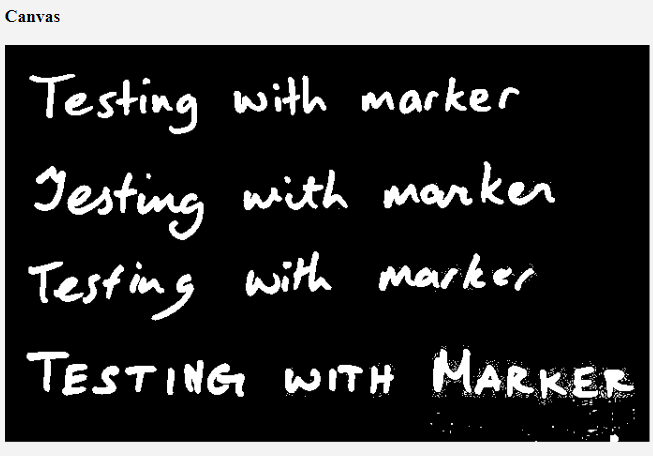 Canvas
Testing with marker
Testing with marker
Testing with marker
TESTING WITH MARKER